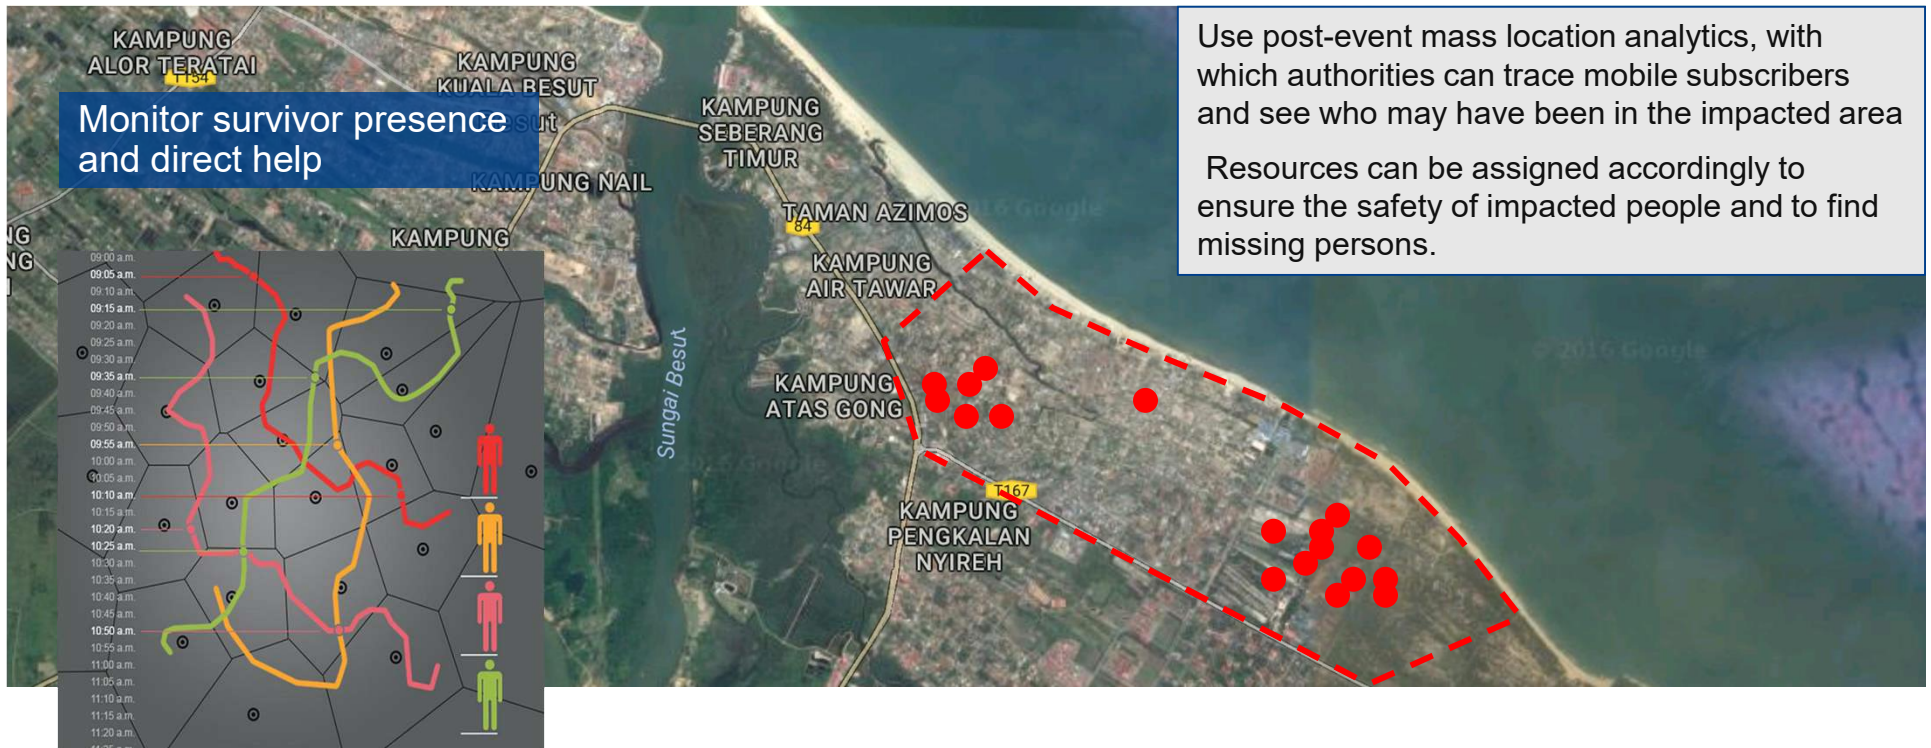 KAMPUNG
ALOR TERATAI
T154
KAMPUNG
KUALA BESUT
Monitor survivor presence
and direct help
KAMPUNG NAIL
KAMPUNG
SEBERANG
TIMUR
TAMAN AZIMOS
84
KAMPUNG
KAMPUNG
AIR TAWAR
Sungai Besut
KAMPUNG
ATAS GONG
T167
KAMPUNG
PENGKALAN
NYIREH
© 2016 Google
Use post-event mass location analytics, with
which authorities can trace mobile subscribers
and see who may have been in the impacted area
Resources can be assigned accordingly to
ensure the safety of impacted people and to find
missing persons.
09:00 a.m.
09:05 a.m.
09:10 a.m.
09:15 a.m.
09:20 a.m.
09:25 a.m.
09:30 a.m.
09:35 a.m.
09:40 a.m.
09:45 a.m.
09:50 a.m.
09:55 a.m.
10:00 a.m.
10:05 a.m.
10:10 a.m.
10:15 a.m.
10:20 a.m.
10:25 a.m.
10:30 a.m.
10:35 a.m.
10:40 a.m.
10:45 a.m.
10:50 a.m.
10:55 a.m.
11:00 a.m.
11:05 a.m.
11:10 a.m.
11:15 a.m.
11:20 a.m.